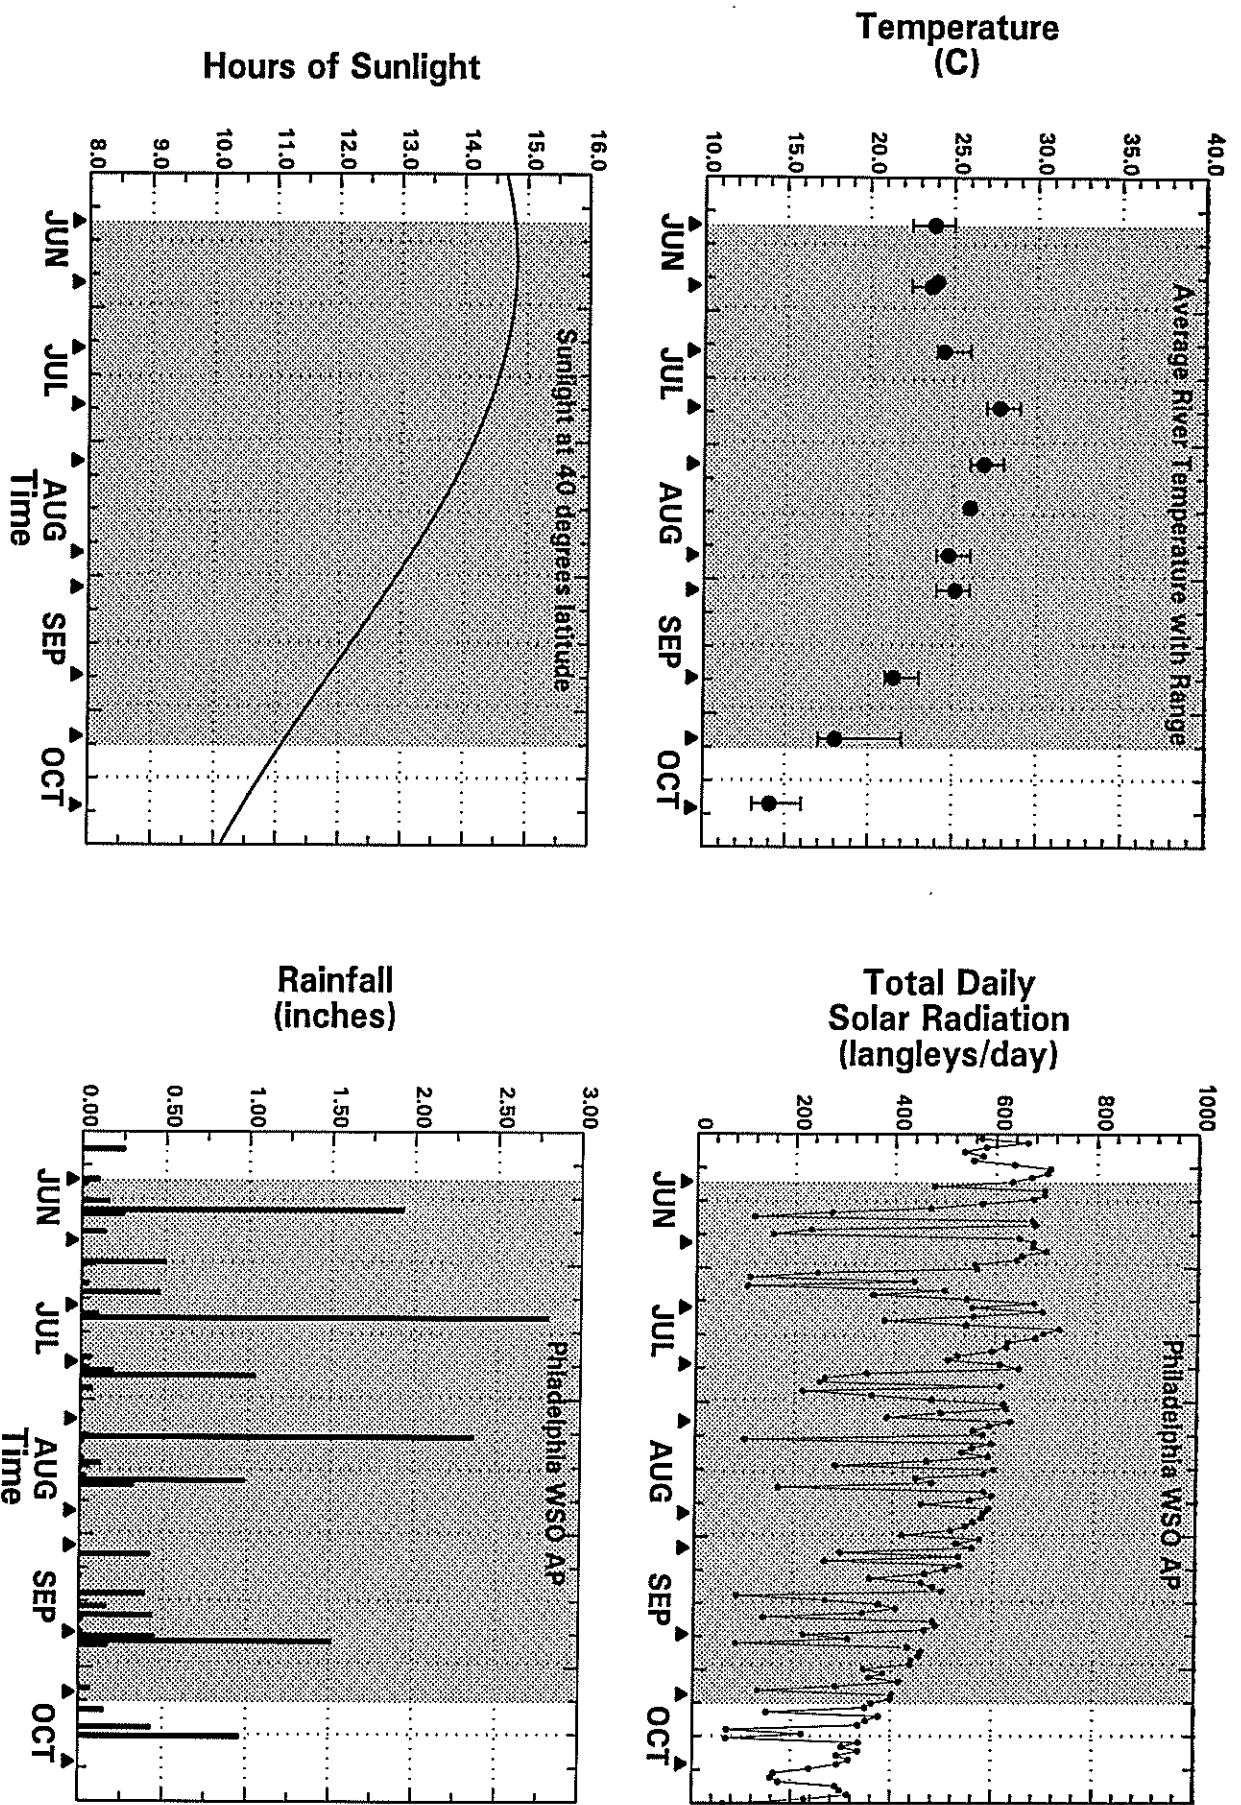 Temperature
(C)
40.0
35.0
30.0
25.0
20.0
15.0
10.0
Average River Temperature with Range
JUN
JUL
AUG
SEP
OCT
Total Daily
Solar Radiation
(langleys/day)
1000
800
600
400
200
0
Philadelphia WSO AP
JUN
JUL
AUG
SEP
OCT
Hours of Sunlight
16.0
15.0
14.0
13.0
12.0
11.0
10.0
9.0
8.0
Sunlight at 40 degrees latitude
JUN
JUL
AUG
SEP
OCT
Time
Rainfall
(inches)
3.00
2.50
2.00
1.50
1.00
0.50
0.00
Phladelphia WSO AP
JUN
JUL
AUG
SEP
OCT
Time